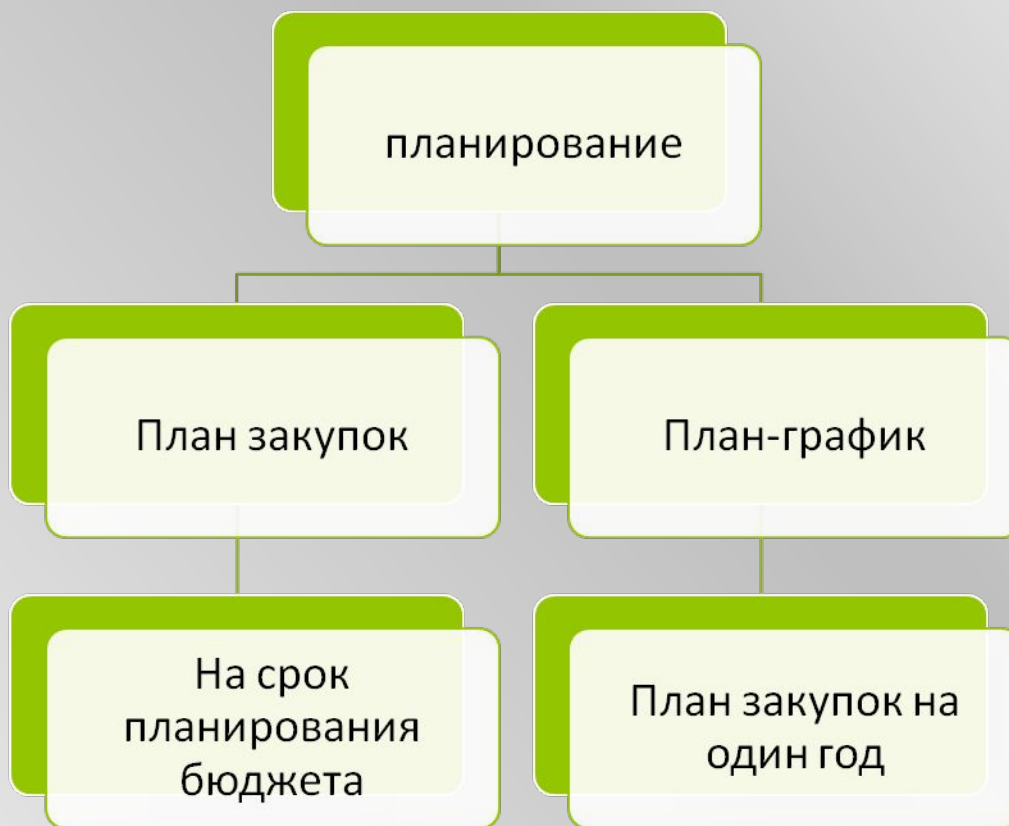 планирование
План закупок
План-график
На срок
планирования
бюджета
План закупок на
один год